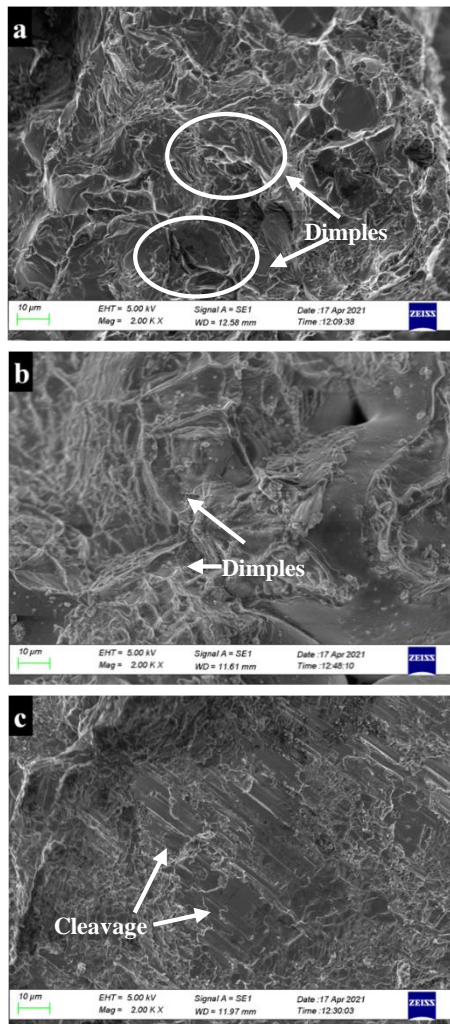 a
Dimples
10 µm
EHT = 5.00 kV
Signal A = SE1
Date :17 Apr 2021
Mag = 2.00 K X
WD = 12.58 mm
Time :12:09:38
ZEISS
b
Dimples
10 µm
EHT = 5.00 kV
Signal A = SE1
Date :17 Apr 2021
Mag = 2.00 K X
WD = 11.61 mm
Time :12:48:10
ZEISS
c
Cleavage
10 µm
EHT = 5.00 kV
Signal A = SE1
Date :17 Apr 2021
Mag = 2.00 K X
WD = 11.97 mm
Time :12:30:03
ZEISS